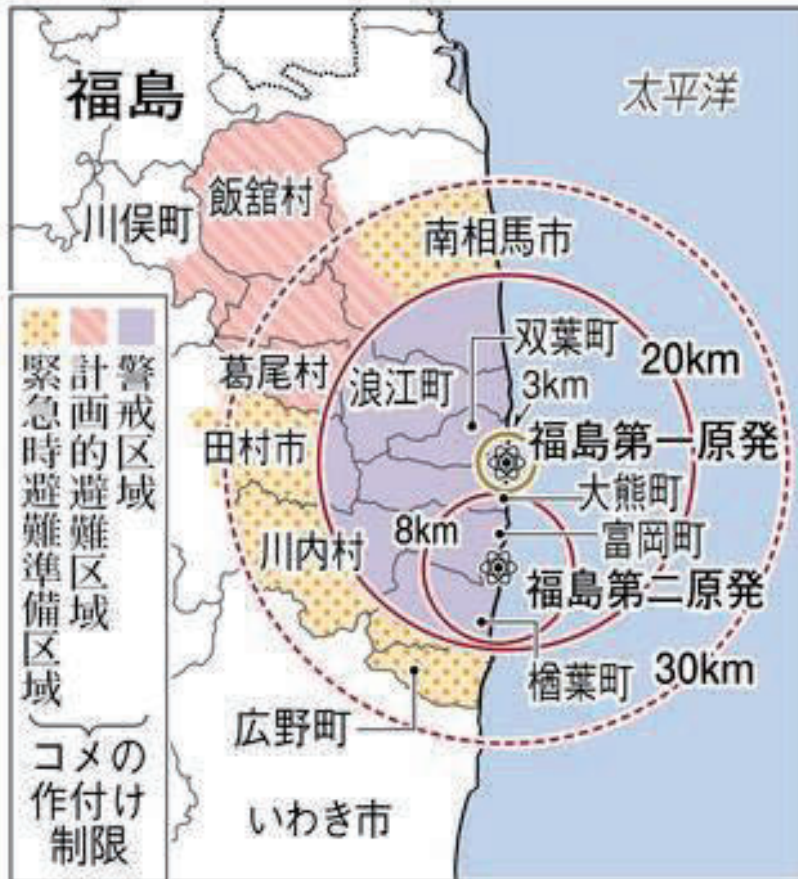 福島
太平洋
飯舘村
川俣町
南相馬市
双葉町
20km
3km
葛尾村
浪江町
福島第一原発
田村市
大熊町
8km
富岡町
川内村
福島第二原発
楢葉町
30km
広野町
いわき市
警戒区域
計画的避難区域
緊急時避難準備区域
コメの
作付け
制限